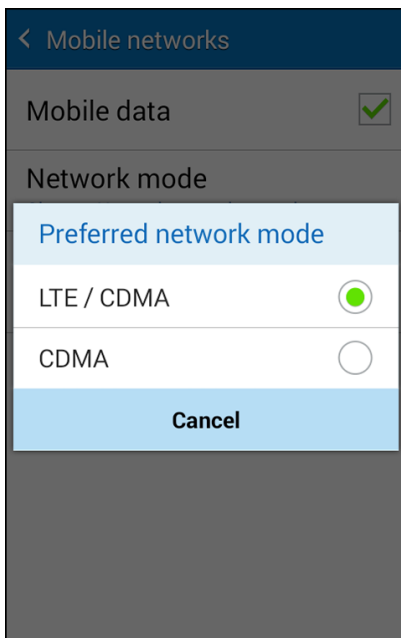 Mobile networks
Mobile data
Network mode
Preferred network mode
LTE / CDMA
CDMA
Cancel